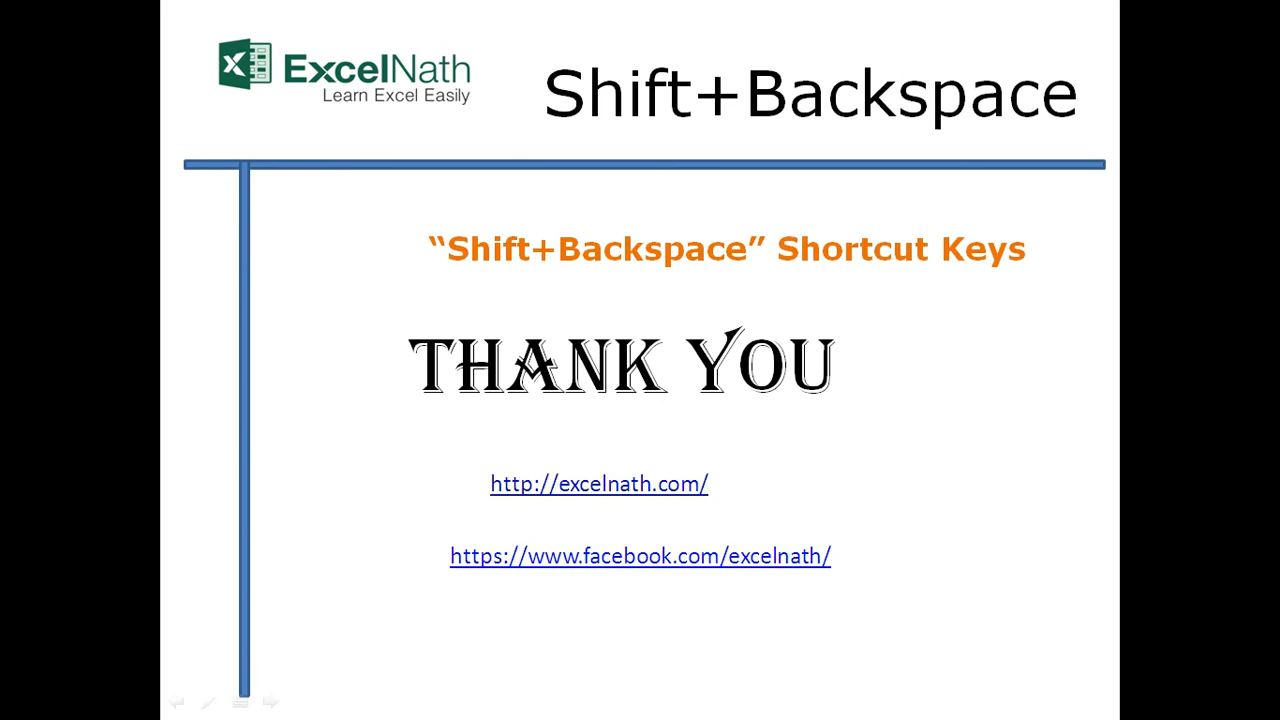 ExcelNath
Learn Excel Easily
Shift+Backspace
“Shift+Backspace” Shortcut Keys
THANK YOU
http://excelnath.com/
https://www.facebook.com/excelnath/